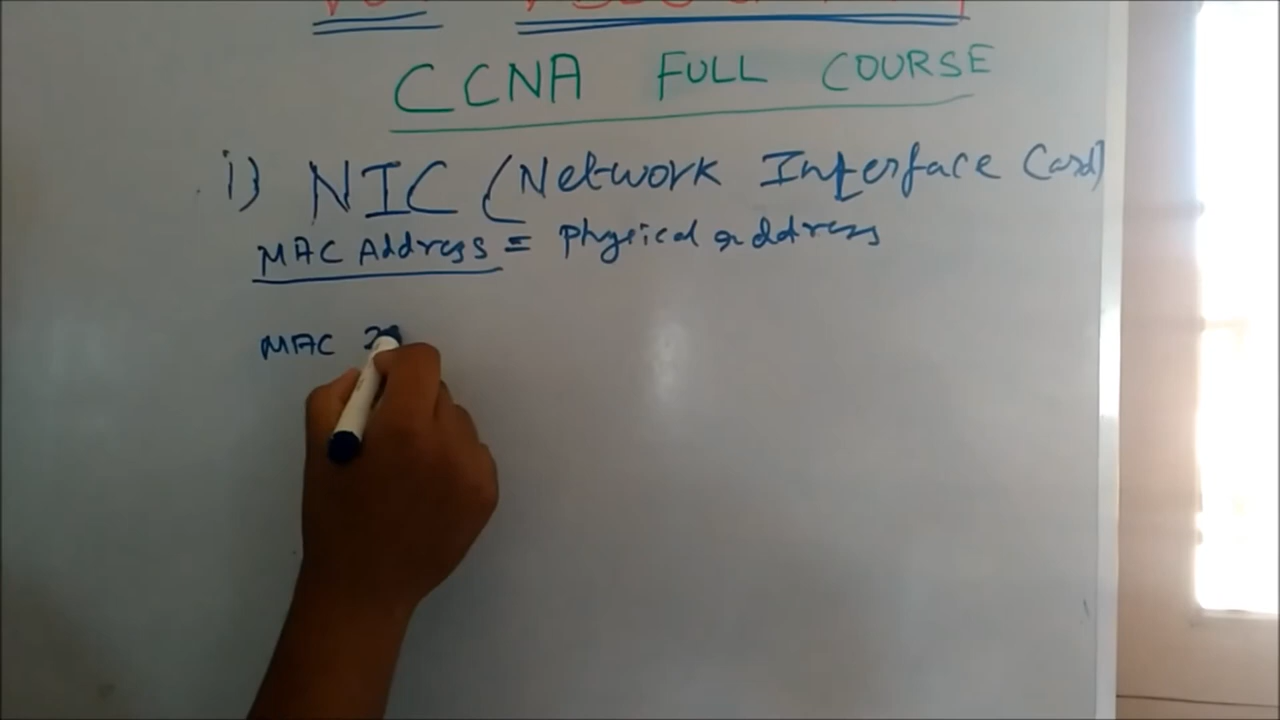 CCNA FULL COURSE
i) NIC (Network Interface Card)
MAC Address = physical address
MAC